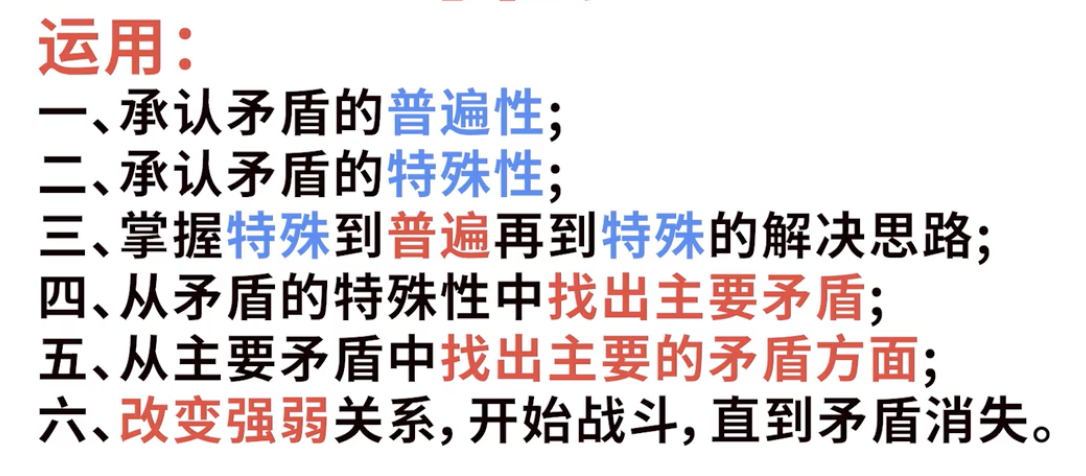 运用：
一、承认矛盾的普遍性；
二、承认矛盾的特殊性；
三、掌握特殊到普遍再到特殊的解决思路；
四、从矛盾的特殊性中找出主要矛盾；
五、从主要矛盾中找出主要的矛盾方面；
六、改变强弱关系，开始战斗，直到矛盾消失。